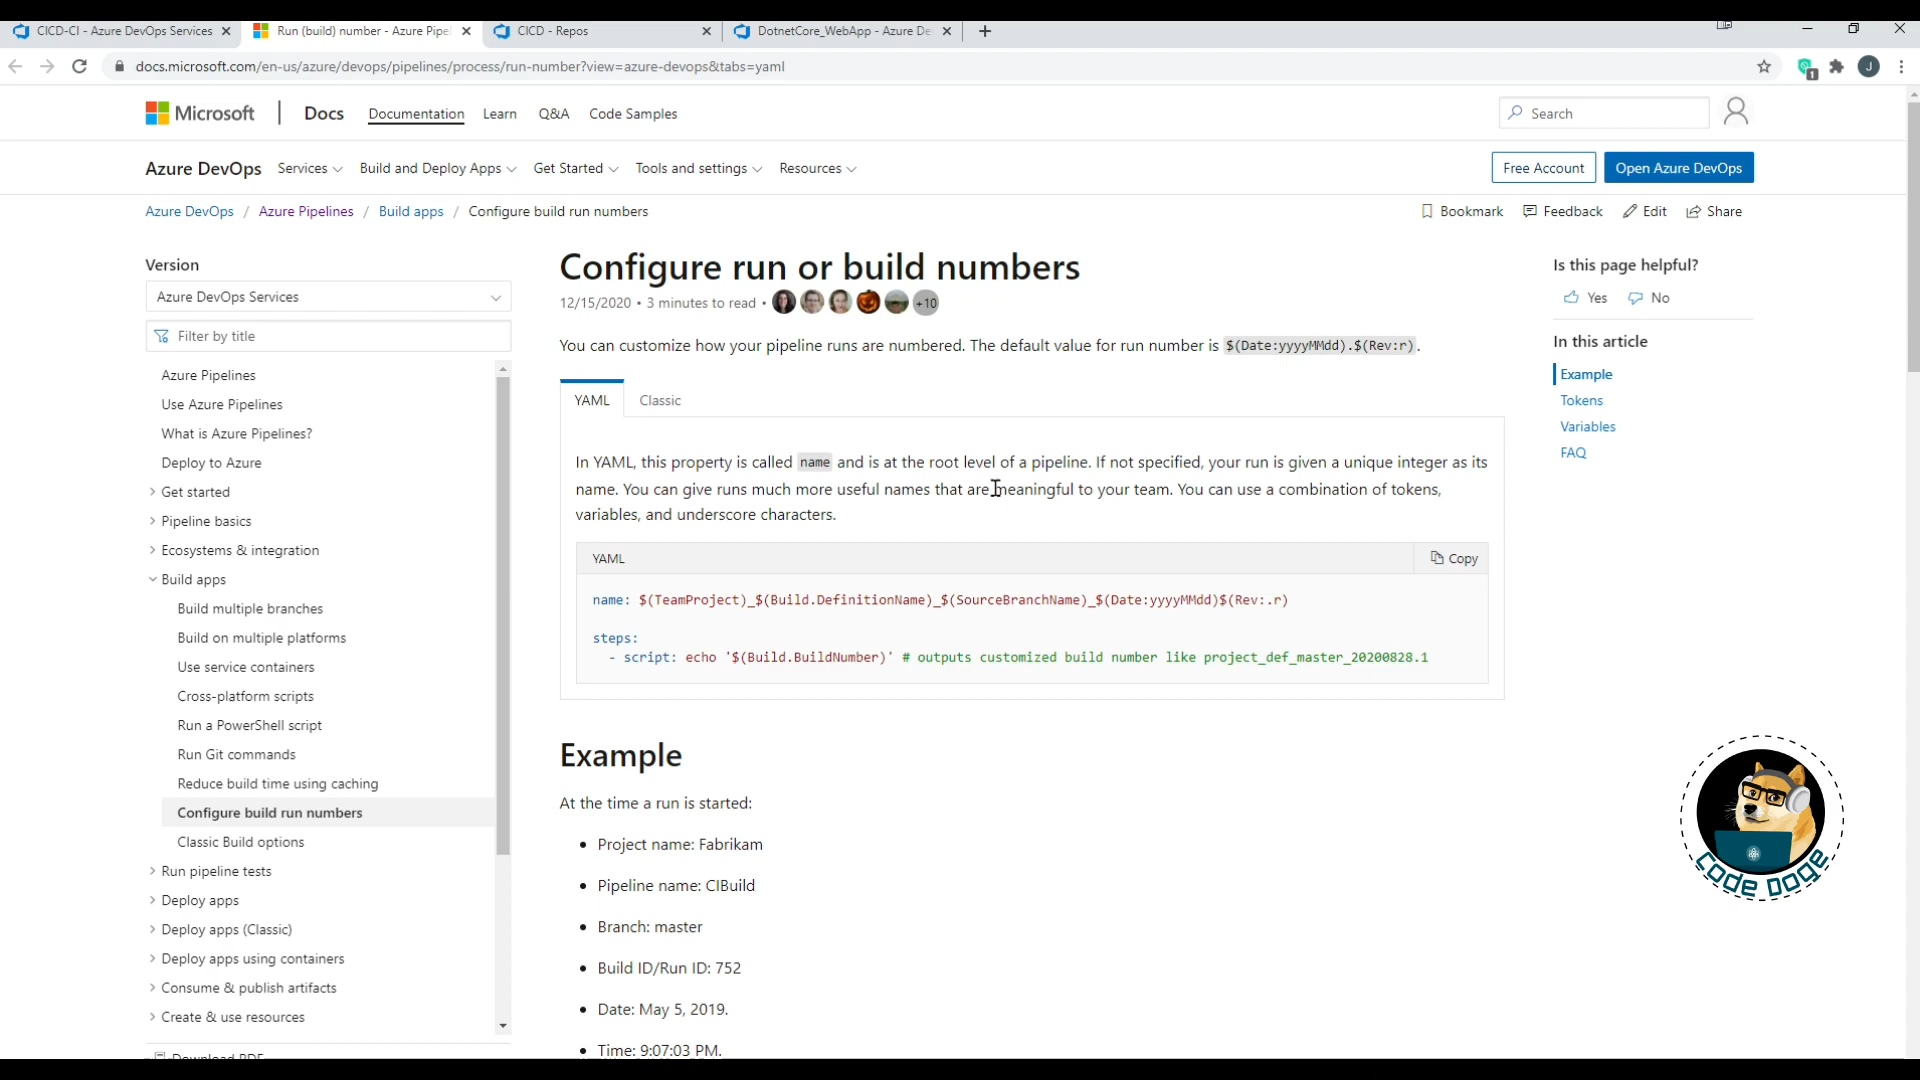 CICD-CI - Azure DevOps Services
Run (build) number - Azure Pipel
CICD - Repos
DotnetCore_WebApp - Azure De
docs.microsoft.com/en-us/azure/devops/pipelines/process/run-number?view=azure-devops&tabs=yaml
1
J
Microsoft
Docs
Documentation
Learn
Q&A
Code Samples
Search
Azure DevOps
Services
Build and Deploy Apps
Get Started
Tools and settings
Resources
Free Account
Open Azure DevOps
Azure DevOps / Azure Pipelines / Build apps / Configure build run numbers
Bookmark
Feedback
Edit
Share
Version
Azure DevOps Services
Filter by title
Azure Pipelines
Use Azure Pipelines
What is Azure Pipelines?
Deploy to Azure
Get started
Pipeline basics
Ecosystems & integration
Build apps
Build multiple branches
Build on multiple platforms
Use service containers
Cross-platform scripts
Run a PowerShell script
Run Git commands
Reduce build time using caching
Configure build run numbers
Classic Build options
Run pipeline tests
Deploy apps
Deploy apps (Classic)
Deploy apps using containers
Consume & publish artifacts
Create & use resources
Download PDF
Configure run or build numbers
12/15/2020 • 3 minutes to read • +10
You can customize how your pipeline runs are numbered. The default value for run number is $(Date:yyyyMMdd).$(Rev:r).
YAML
Classic
In YAML, this property is called name and is at the root level of a pipeline. If not specified, your run is given a unique integer as its
name. You can give runs much more useful names that are meaningful to your team. You can use a combination of tokens,
variables, and underscore characters.
YAML
Copy
name: $(TeamProject)_$(Build.DefinitionName)_$(SourceBranchName)_$(Date:yyyyMMdd)$(Rev:.r)
steps:
- script: echo '$(Build.BuildNumber)' # outputs customized build number like project_def_master_20200828.1
Example
At the time a run is started:
• Project name: Fabrikam
• Pipeline name: CIBuild
• Branch: master
• Build ID/Run ID: 752
• Date: May 5, 2019.
• Time: 9:07:03 PM.
Is this page helpful?
Yes
No
In this article
Example
Tokens
Variables
FAQ
Code Doge